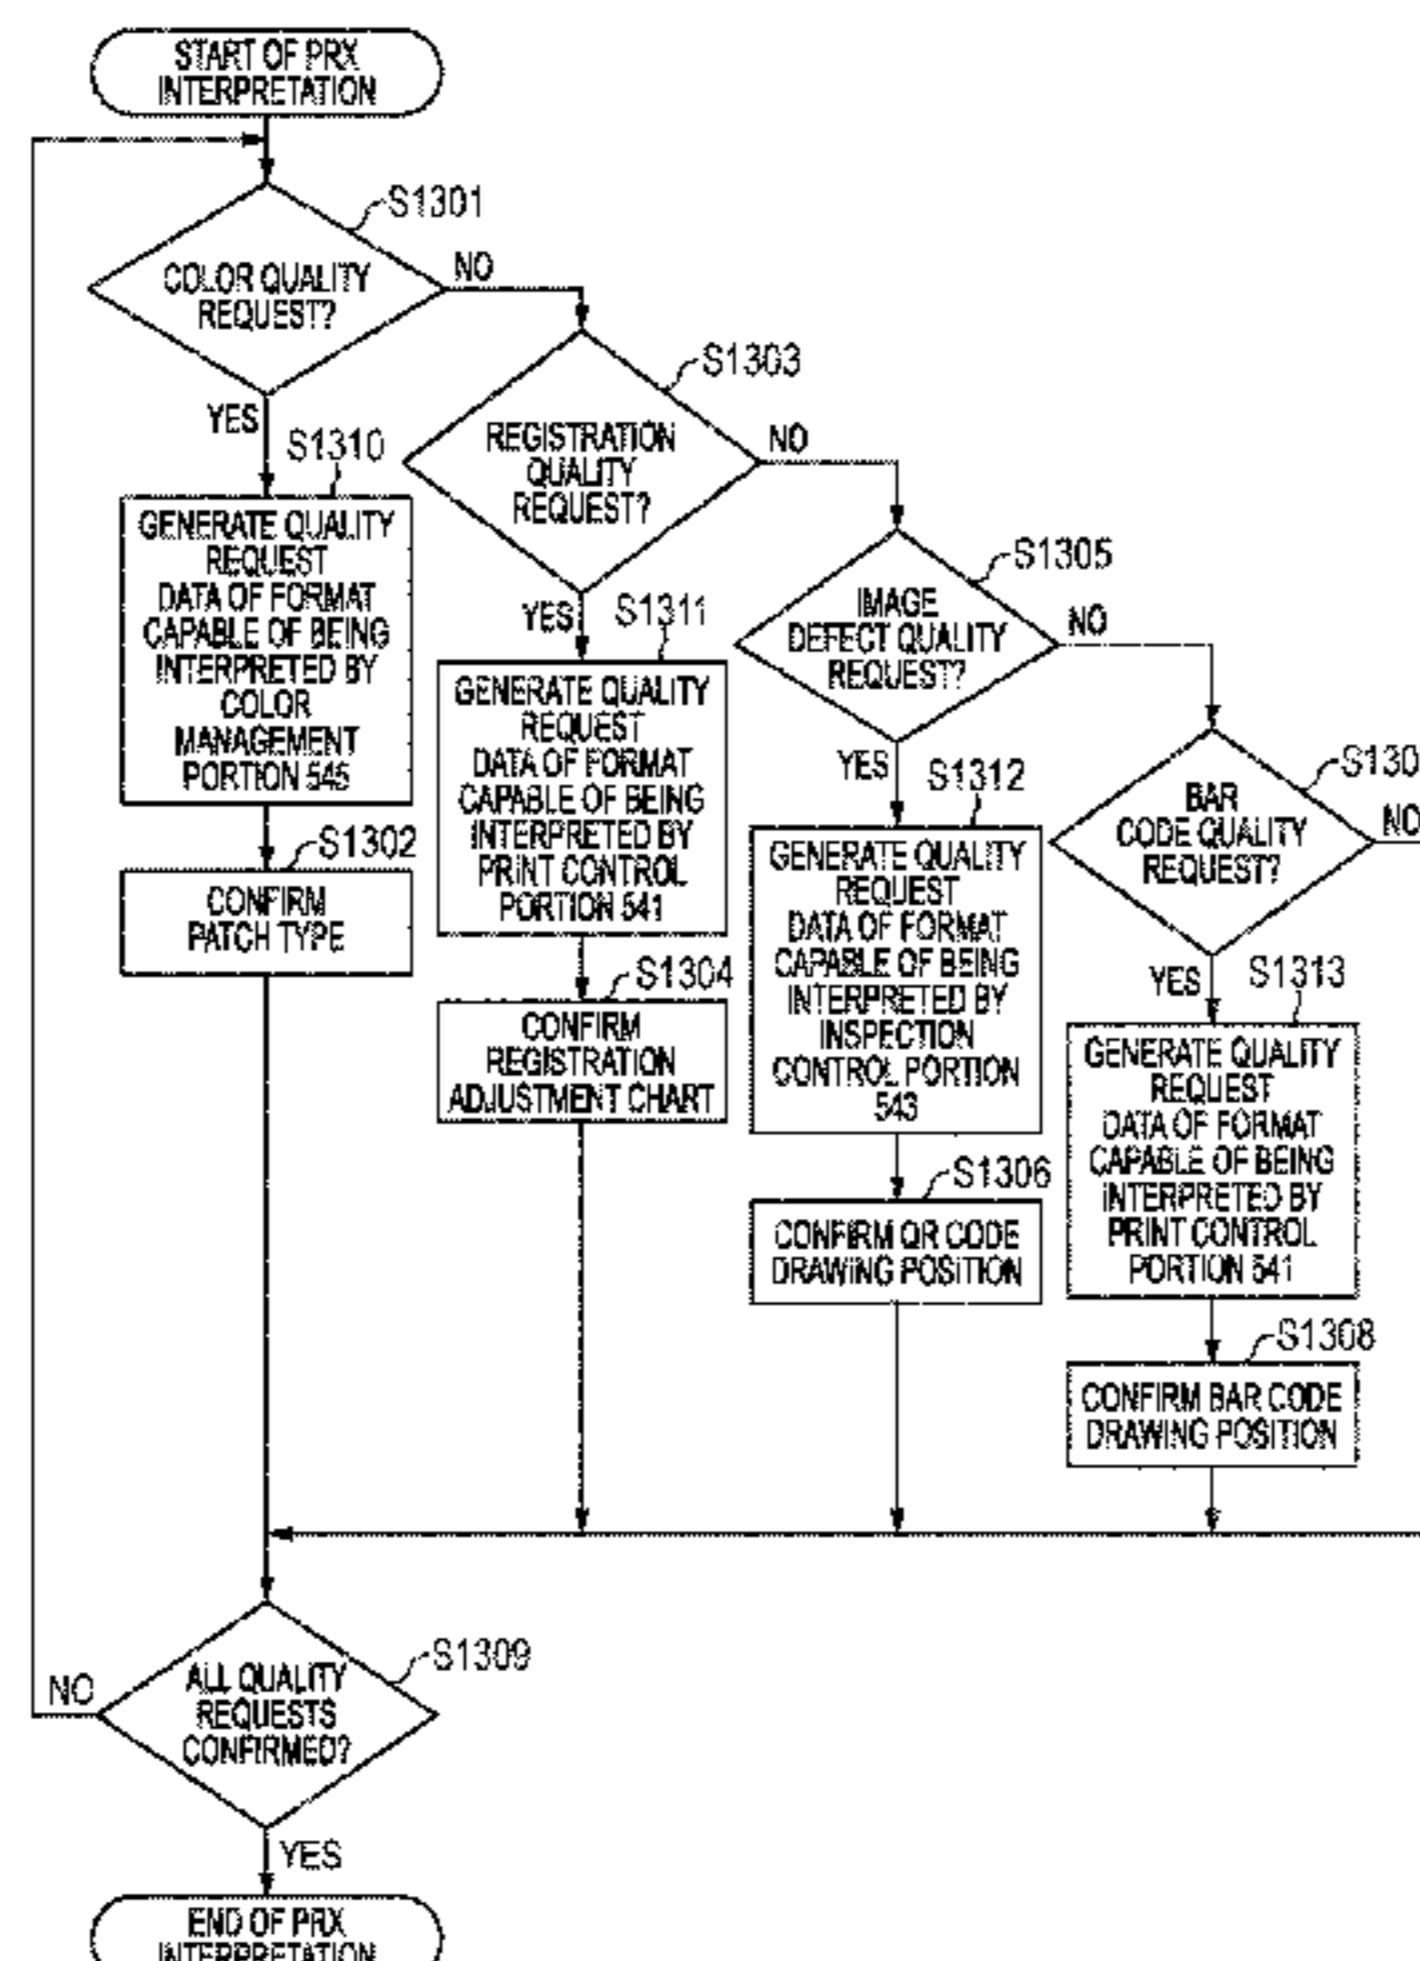 START OF PRX
INTERPRETATION
S1301
COLOR QUALITY
REQUEST?
NO
YES
S1303
REGISTRATION
QUALITY
REQUEST?
NO
YES
S1305
IMAGE
DEFECT QUALITY
REQUEST?
NO
YES
S130
BAR
CODE QUALITY
REQUEST?
NO
YES
S1310
GENERATE QUALITY
REQUEST
DATA OF FORMAT
CAPABLE OF BEING
INTERPRETED BY
COLOR
MANAGEMENT
PORTION 545
S1302
CONFIRM
PATCH TYPE
S1311
GENERATE QUALITY
REQUEST
DATA OF FORMAT
CAPABLE OF BEING
INTERPRETED BY
PRINT CONTROL
PORTION 541
S1304
CONFIRM
REGISTRATION
ADJUSTMENT CHART
S1312
GENERATE QUALITY
REQUEST
DATA OF FORMAT
CAPABLE OF BEING
INTERPRETED BY
INSPECTION
CONTROL PORTION
543
S1306
CONFIRM QR CODE
DRAWING POSITION
S1313
GENERATE QUALITY
REQUEST
DATA OF FORMAT
CAPABLE OF BEING
INTERPRETED BY
PRINT CONTROL
PORTION 541
S1308
CONFIRM BAR CODE
DRAWING POSITION
S1309
ALL QUALITY
REQUESTS
CONFIRMED?
NO
YES
END OF PRX
INTERPRETATION